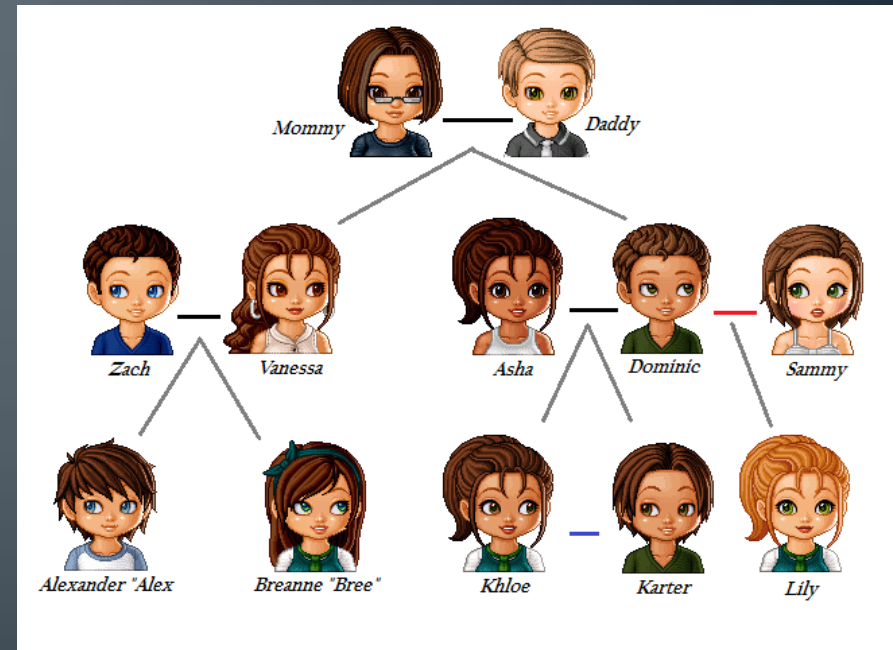 Mommy
Daddy
Zach
Vanessa
Asha
Dominic
Sammy
Alexander "Alex
Breanne "Bree"
Khloe
Karter
Lily